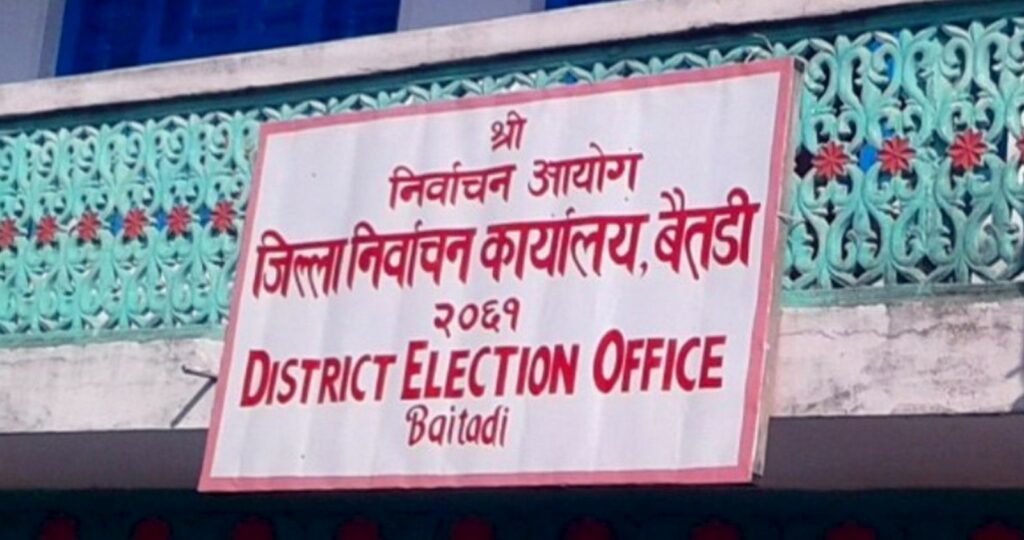 श्री
निर्वाचन आयोग
जिल्ला निर्वाचन कार्यालय, बैतडी
२०६१
DISTRICT ELECTION OFFICE
Baitadi